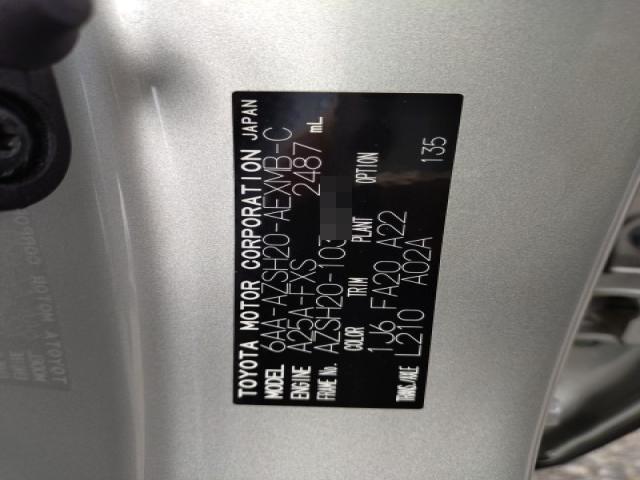 TOYOTA MOTOR CORPORATION JAPAN
MODEL 6AA-AZSH20-AEXMB-C
ENGINE A25A-FXS 2487 mL
FRAME No. AZSH20-103
COLOR TRIM PLANT OPTION
1J6 FA20 A22 135
TRANS./AXLE L210 A02A